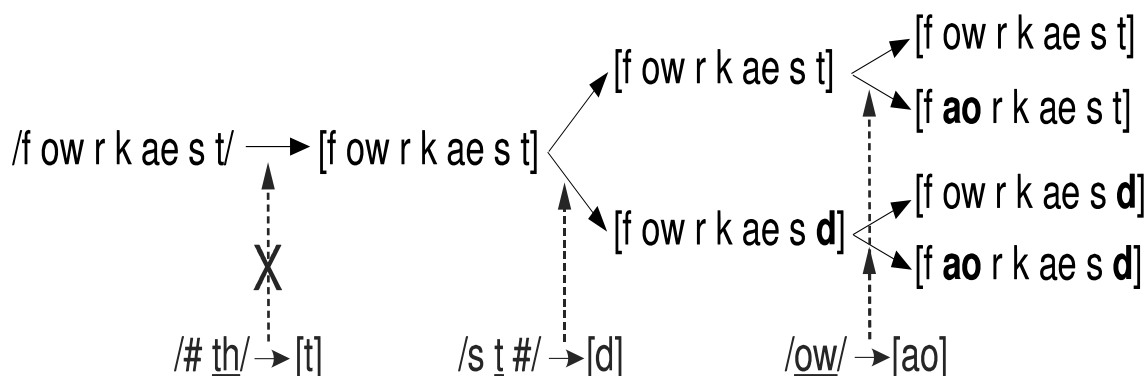 [f ow r k ae s t]
[f ow r k ae s t]
[f ao r k ae s t]
/f ow r k ae s t/ [f ow r k ae s t]
[f ow r k ae s d]
[f ow r k ae s d]
[f ao r k ae s d]
X
/# th/ [t] /s t #/ [d] /ow/ [ao]